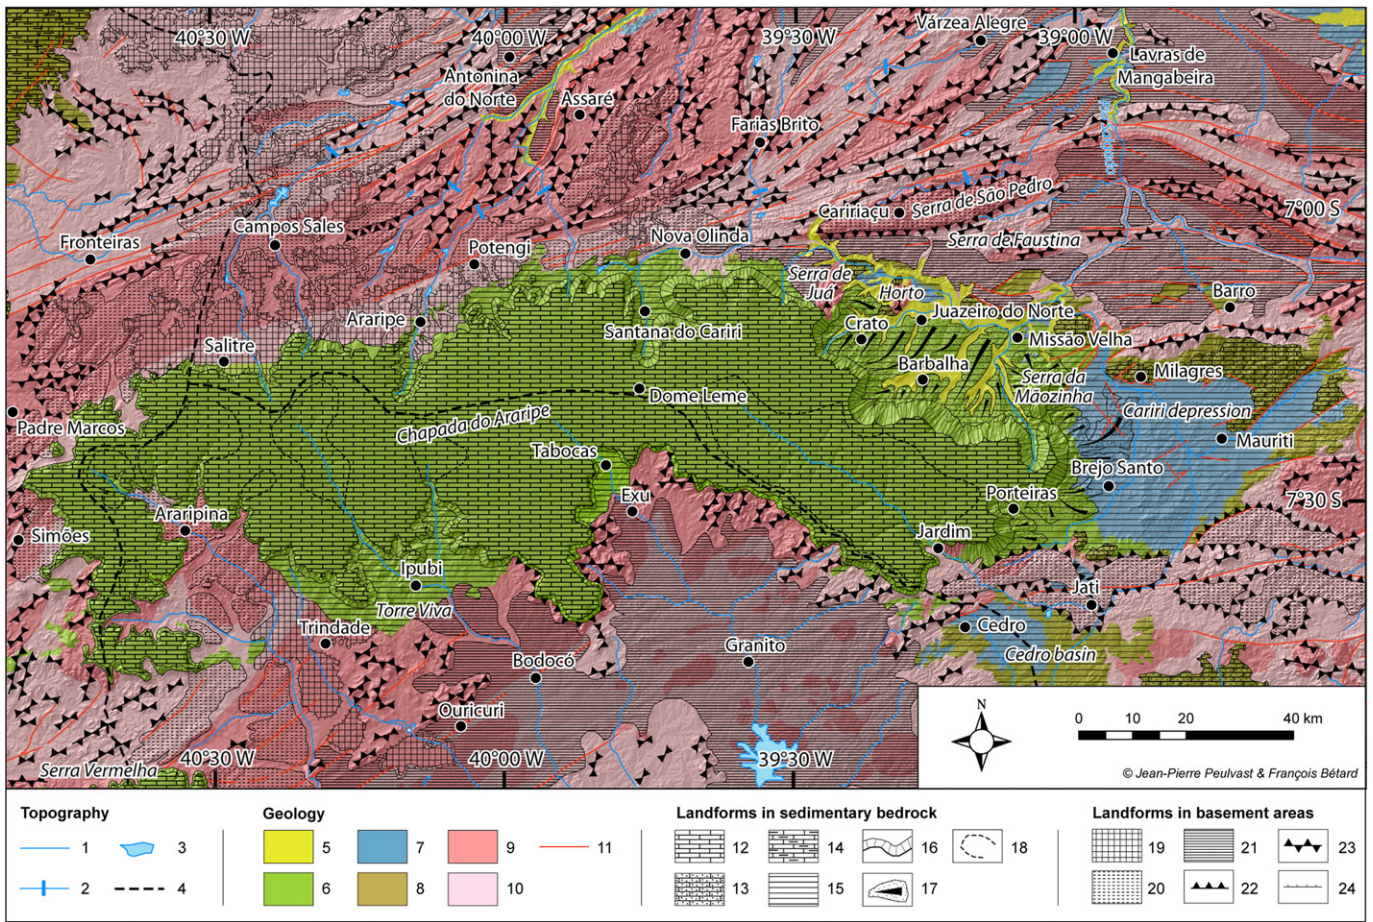 40°30 W
40°00 W
39°30 W
39°00 W
Várzea Alegre
Lavras de
Mangabeira
Antonina
do Norte
Assaré
Farias Brito
Rio Salgado
Caririaçu
Serra de São Pedro
7°00 S
Fronteiras
Campos Sales
Potengi
Nova Olinda
Serra de Faustina
Serra de
Juá
Horto
Barro
Araripe
Santana do Cariri
Crato
Juazeiro do Norte
Missão Velha
Salitre
Barbalha
Serra da
Mãozinha
Milagres
Dome Leme
Cariri depression
Padre Marcos
Chapada do Araripe
Mauriti
Tabocas
Brejo Santo
Exu
Porteiras
7°30 S
Araripina
Simões
Jardim
Ipubi
Jati
Torre Viva
Trindade
Cedro
Granito
Cedro basin
Bodocó
Ouricuri
N
0 10 20 40 km
40°30 W
40°00 W
39°30 W
Serra Vermelha
© Jean-Pierre Peulvast & François Bétard
Topography
1
3
2
4
Geology
5
7
9
11
6
8
10
Landforms in sedimentary bedrock
12
14
16
18
13
15
17
Landforms in basement areas
19
21
23
20
22
24